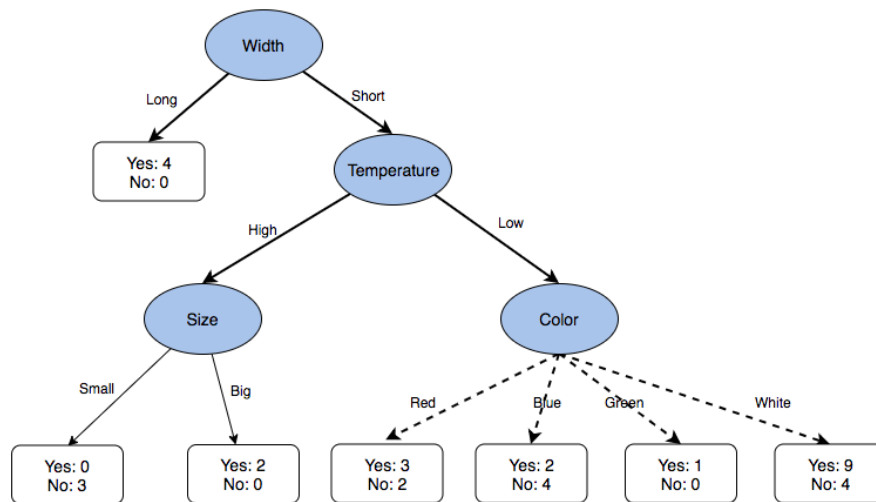 Width
Long
Short
Yes: 4
No: 0
Temperature
High
Low
Size
Color
Small
Big
Red
Blue
Green
White
Yes: 0
No: 3
Yes: 2
No: 0
Yes: 3
No: 2
Yes: 2
No: 4
Yes: 1
No: 0
Yes: 9
No: 4